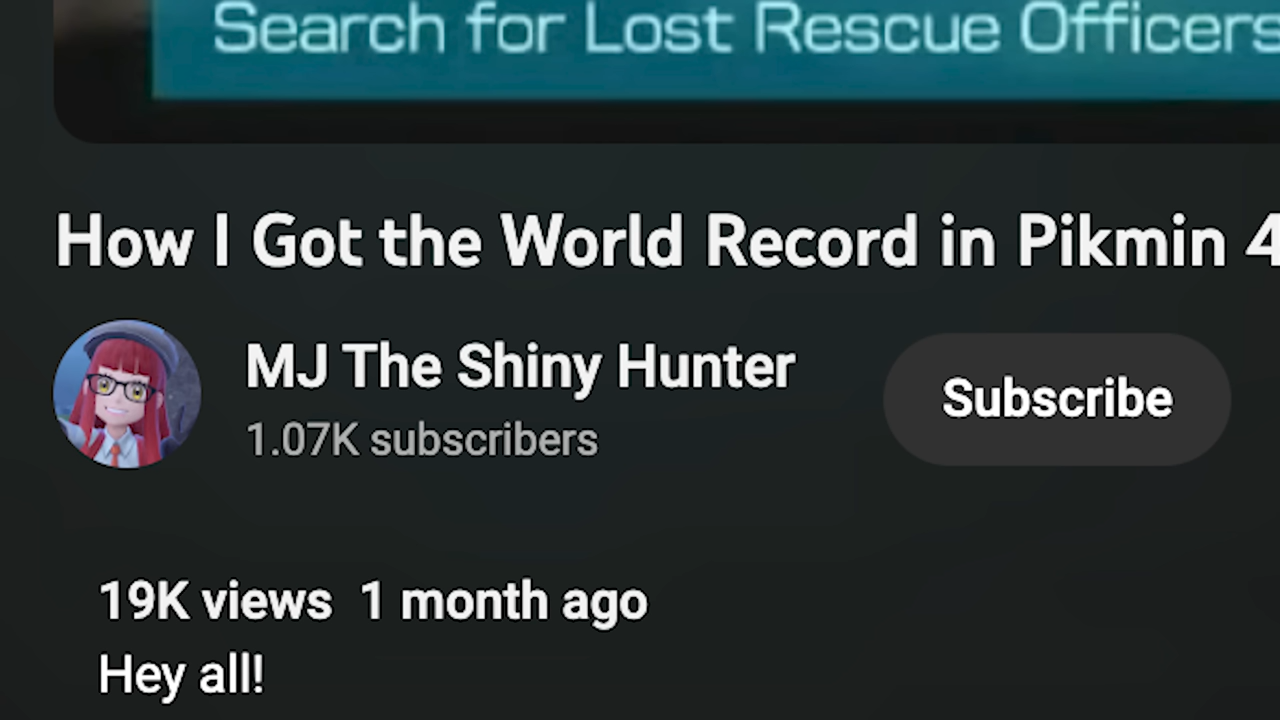 Search for Lost Rescue Officers
How I Got the World Record in Pikmin 4
MJ The Shiny Hunter
1.07K subscribers
Subscribe
19K views 1 month ago
Hey all!